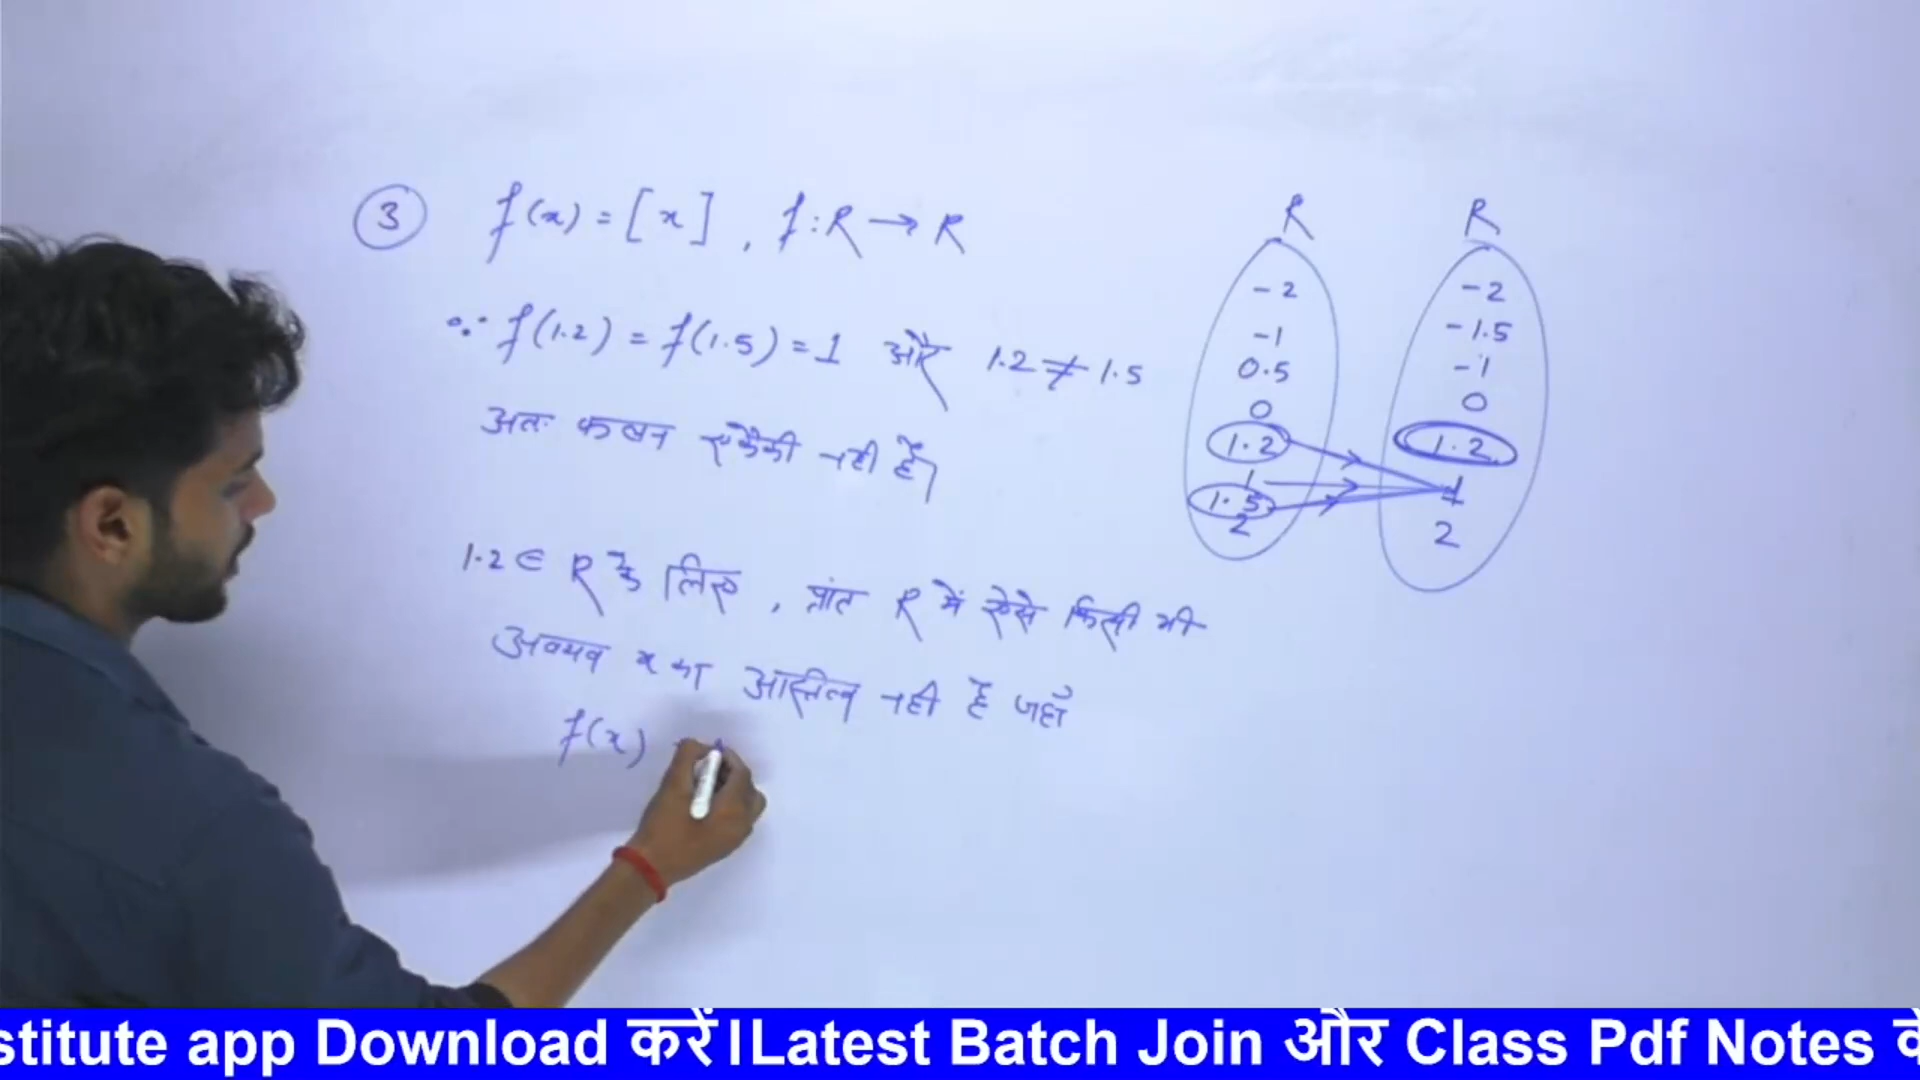 3 f(x) = [x] , f : R → R
∵ f(1.2) = f(1.5) = 1 और 1.2 ≠ 1.5
अतः फलन एकैकी नही है।
1.2 ∈ R के लिए , प्रांत R में ऐसे किसी भी
अवयव x का अस्तित्व नही है जहाँ
f(x)
R R
-2 -2
-1 -1.5
0.5 -1
0 0
1.2 1.2
1 1
1.5 2
2
stitute app Download करें।Latest Batch Join और Class Pdf Notes के